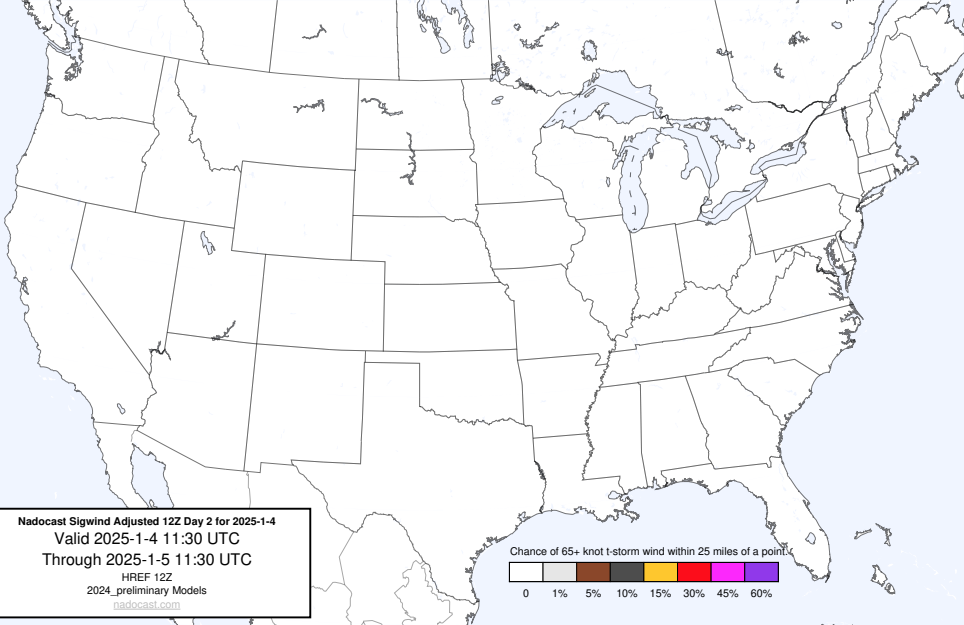 Nadocast Sigwind Adjusted 12Z Day 2 for 2025-1-4
Valid 2025-1-4 11:30 UTC
Through 2025-1-5 11:30 UTC
HREF 12Z
2024_preliminary Models
nadocast.com
Chance of 65+ knot t-storm wind within 25 miles of a point.
0 1% 5% 10% 15% 30% 45% 60%